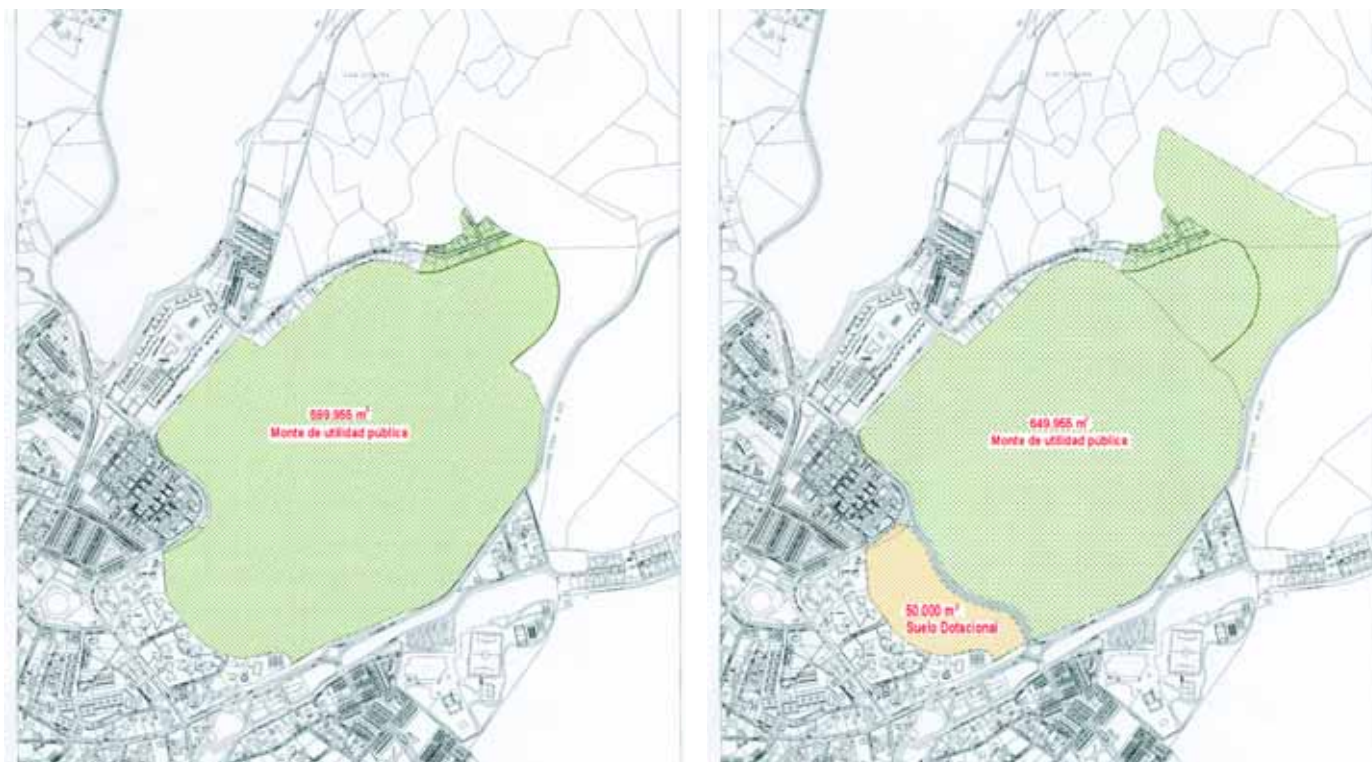 599.955 m²
Monte de utilidad pública
649.955 m²
Monte de utilidad pública
50.000 m²
Suelo Dotacional